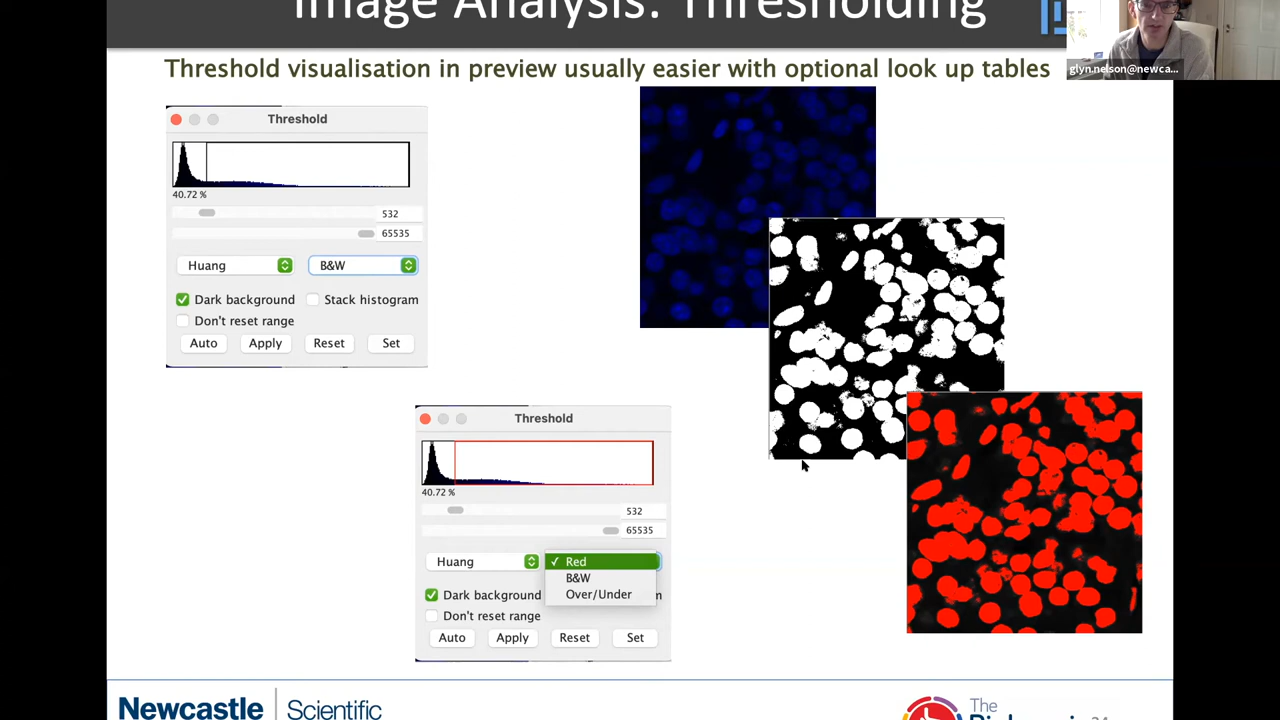 Image Analysis: Thresholding
glyn.nelson@newca...
Threshold visualisation in preview usually easier with optional look up tables
Threshold
40.72 %
532
65535
Huang
B&W
Dark background
Stack histogram
Don't reset range
Auto
Apply
Reset
Set
Threshold
40.72 %
532
65535
Huang
✓ Red
B&W
Over/Under
Dark background
m
Don't reset range
Auto
Apply
Reset
Set
Newcastle
Scientific
The